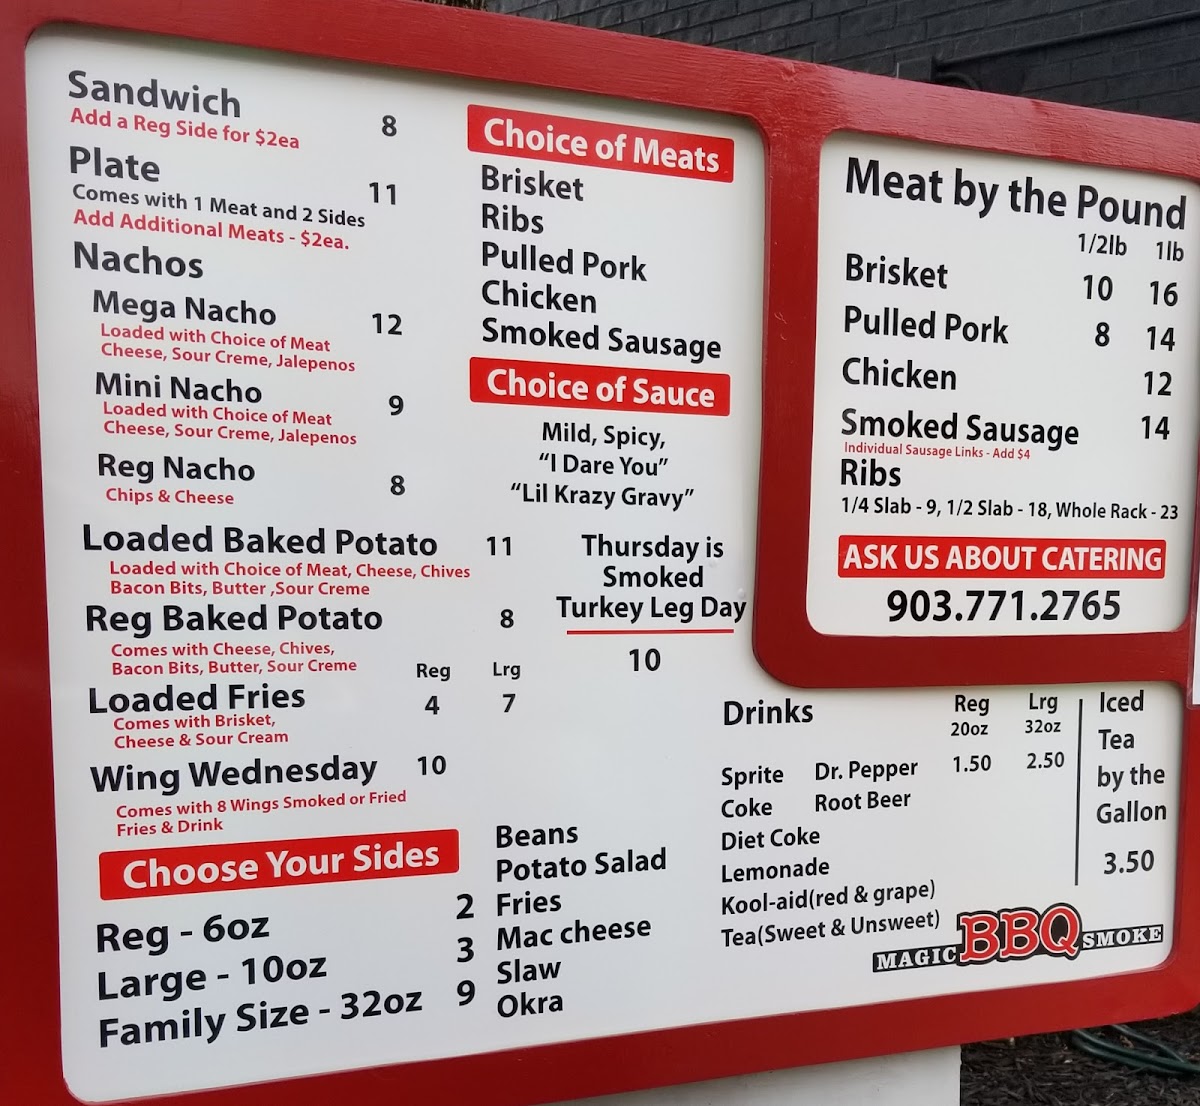 Sandwich 8
Add a Reg Side for $2ea
Plate 11
Comes with 1 Meat and 2 Sides
Add Additional Meats - $2ea.
Nachos
Mega Nacho 12
Loaded with Choice of Meat
Cheese, Sour Creme, Jalepenos
Mini Nacho 9
Loaded with Choice of Meat
Cheese, Sour Creme, Jalepenos
Reg Nacho 8
Chips & Cheese
Loaded Baked Potato 11
Loaded with Choice of Meat, Cheese, Chives
Bacon Bits, Butter ,Sour Creme
Reg Baked Potato 8
Comes with Cheese, Chives,
Bacon Bits, Butter, Sour Creme
Reg Lrg
Loaded Fries 4 7
Comes with Brisket,
Cheese & Sour Cream
Wing Wednesday 10
Comes with 8 Wings Smoked or Fried
Fries & Drink
Choose Your Sides
Reg - 6oz 2
Large - 10oz 3
Family Size - 32oz 9
Beans
Potato Salad
Fries
Mac cheese
Slaw
Okra
Choice of Meats
Brisket
Ribs
Pulled Pork
Chicken
Smoked Sausage
Choice of Sauce
Mild, Spicy,
“I Dare You”
“Lil Krazy Gravy”
Thursday is
Smoked
Turkey Leg Day
10
Meat by the Pound
1/2lb 1lb
Brisket 10 16
Pulled Pork 8 14
Chicken 12
Smoked Sausage 14
Individual Sausage Links - Add $4
Ribs
1/4 Slab - 9, 1/2 Slab - 18, Whole Rack - 23
ASK US ABOUT CATERING
903.771.2765
Drinks Reg Lrg
20oz 32oz
Sprite Dr. Pepper 1.50 2.50
Coke Root Beer
Diet Coke
Lemonade
Kool-aid(red & grape)
Tea(Sweet & Unsweet)
Iced
Tea
by the
Gallon
3.50
MAGIC BBQ SMOKE